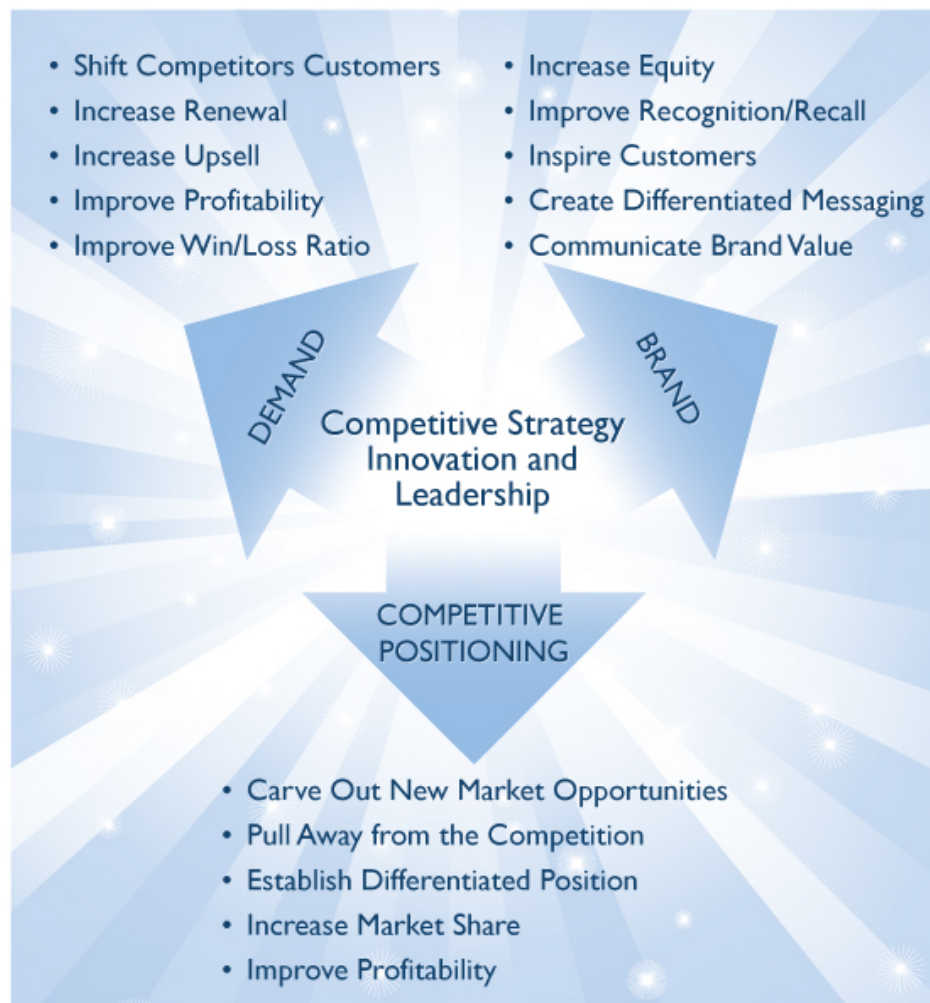 • Shift Competitors Customers
• Increase Renewal
• Increase Upsell
• Improve Profitability
• Improve Win/Loss Ratio
• Increase Equity
• Improve Recognition/Recall
• Inspire Customers
• Create Differentiated Messaging
• Communicate Brand Value
DEMAND
BRAND
Competitive Strategy
Innovation and
Leadership
COMPETITIVE
POSITIONING
• Carve Out New Market Opportunities
• Pull Away from the Competition
• Establish Differentiated Position
• Increase Market Share
• Improve Profitability